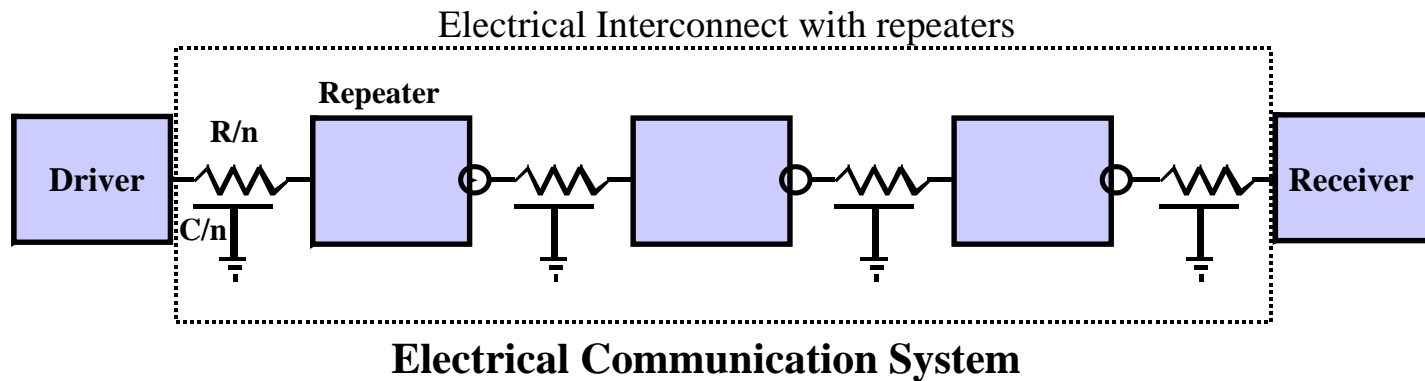 Electrical Interconnect with repeaters
Repeater
R/n
Driver
C/n
Receiver
Electrical Communication System